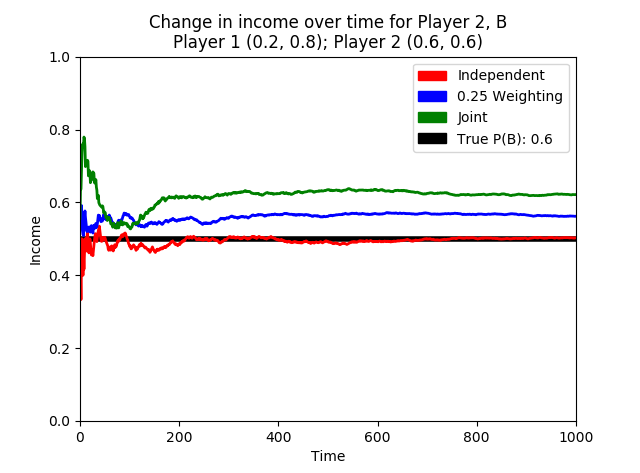 Change in income over time for Player 2, B
Player 1 (0.2, 0.8); Player 2 (0.6, 0.6)
1.0
0.8
0.6
0.4
0.2
0.0
Income
Independent
0.25 Weighting
Joint
True P(B): 0.6
0
200
400
600
800
1000
Time